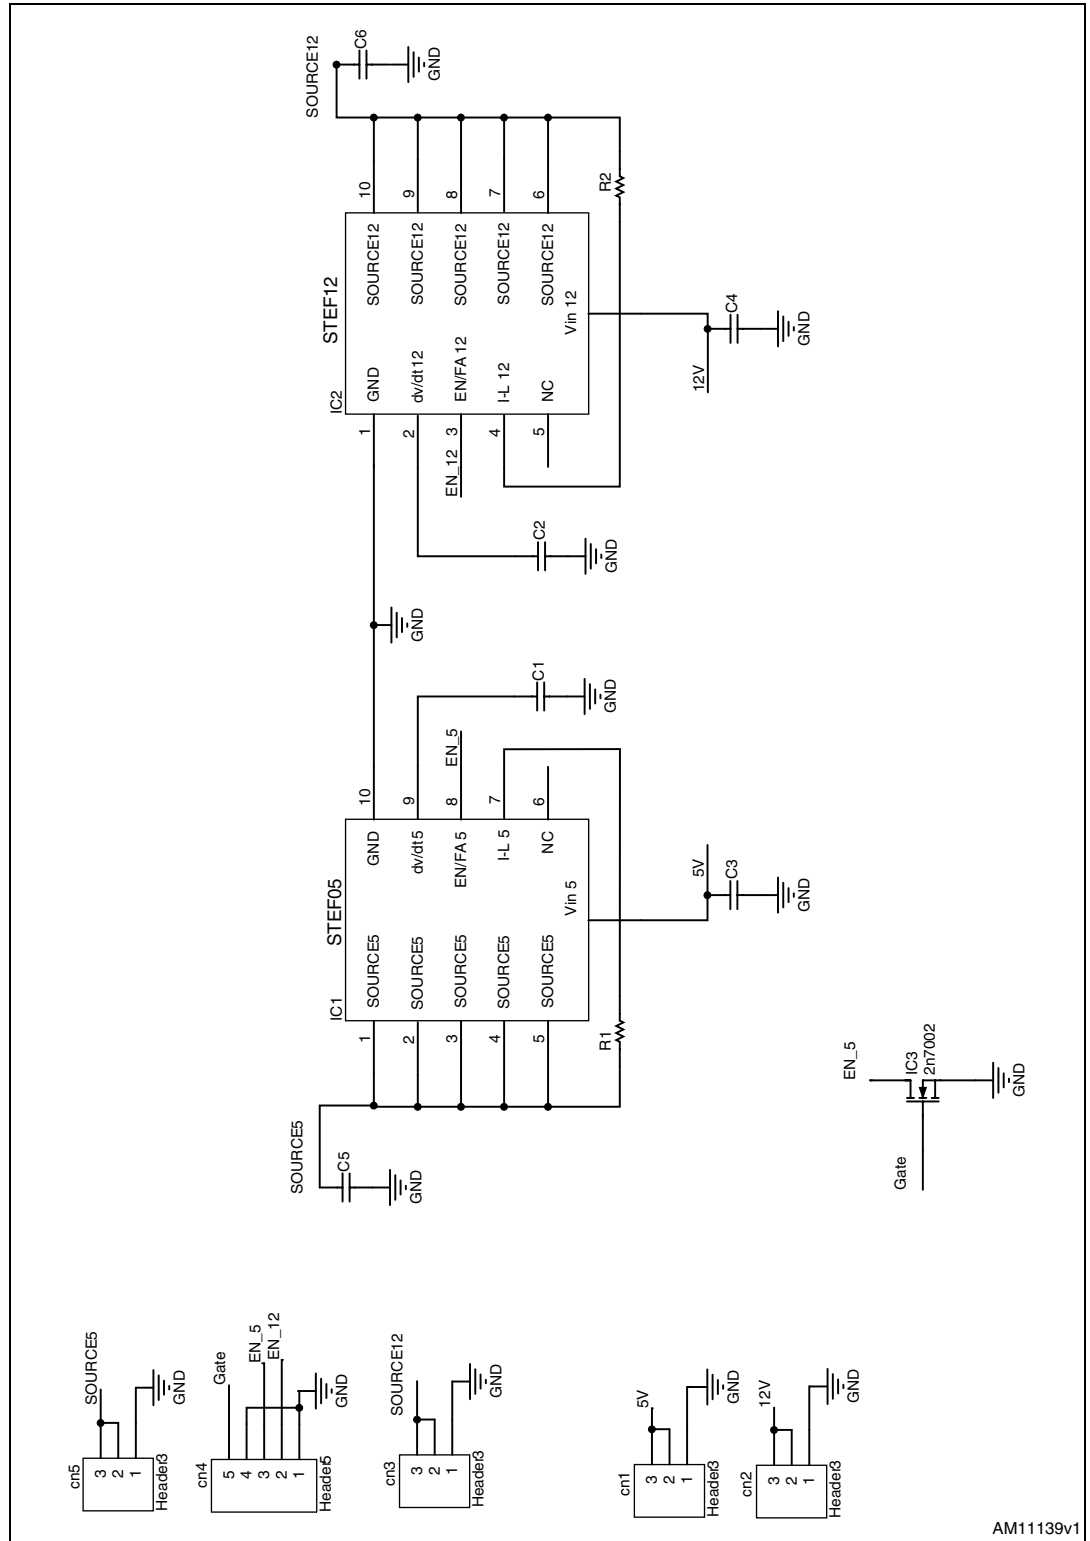 SOURCE12
C6
GND
STEF12
IC2
1
2
3
4
5
GND
dv/dt12
EN/FA 12
I-L 12
NC
SOURCE12
SOURCE12
SOURCE12
SOURCE12
SOURCE12
10
9
8
7
6
Vin 12
EN_12
R2
12V
C4
GND
C2
GND
GND
C1
GND
STEF05
IC1
1
2
3
4
5
SOURCE5
SOURCE5
SOURCE5
SOURCE5
SOURCE5
GND
dv/dt5
EN/FA 5
I-L 5
NC
10
9
8
7
6
Vin 5
EN_5
R1
5V
C3
GND
SOURCE5
C5
GND
EN_5
IC3
2n7002
Gate
GND
cn5
3
2
1
Header3
SOURCE5
GND
cn4
5
4
3
2
1
Header5
Gate
EN_5
EN_12
GND
cn3
3
2
1
Header3
SOURCE12
GND
cn1
3
2
1
Header3
5V
GND
cn2
3
2
1
Header3
12V
GND
AM11139v1